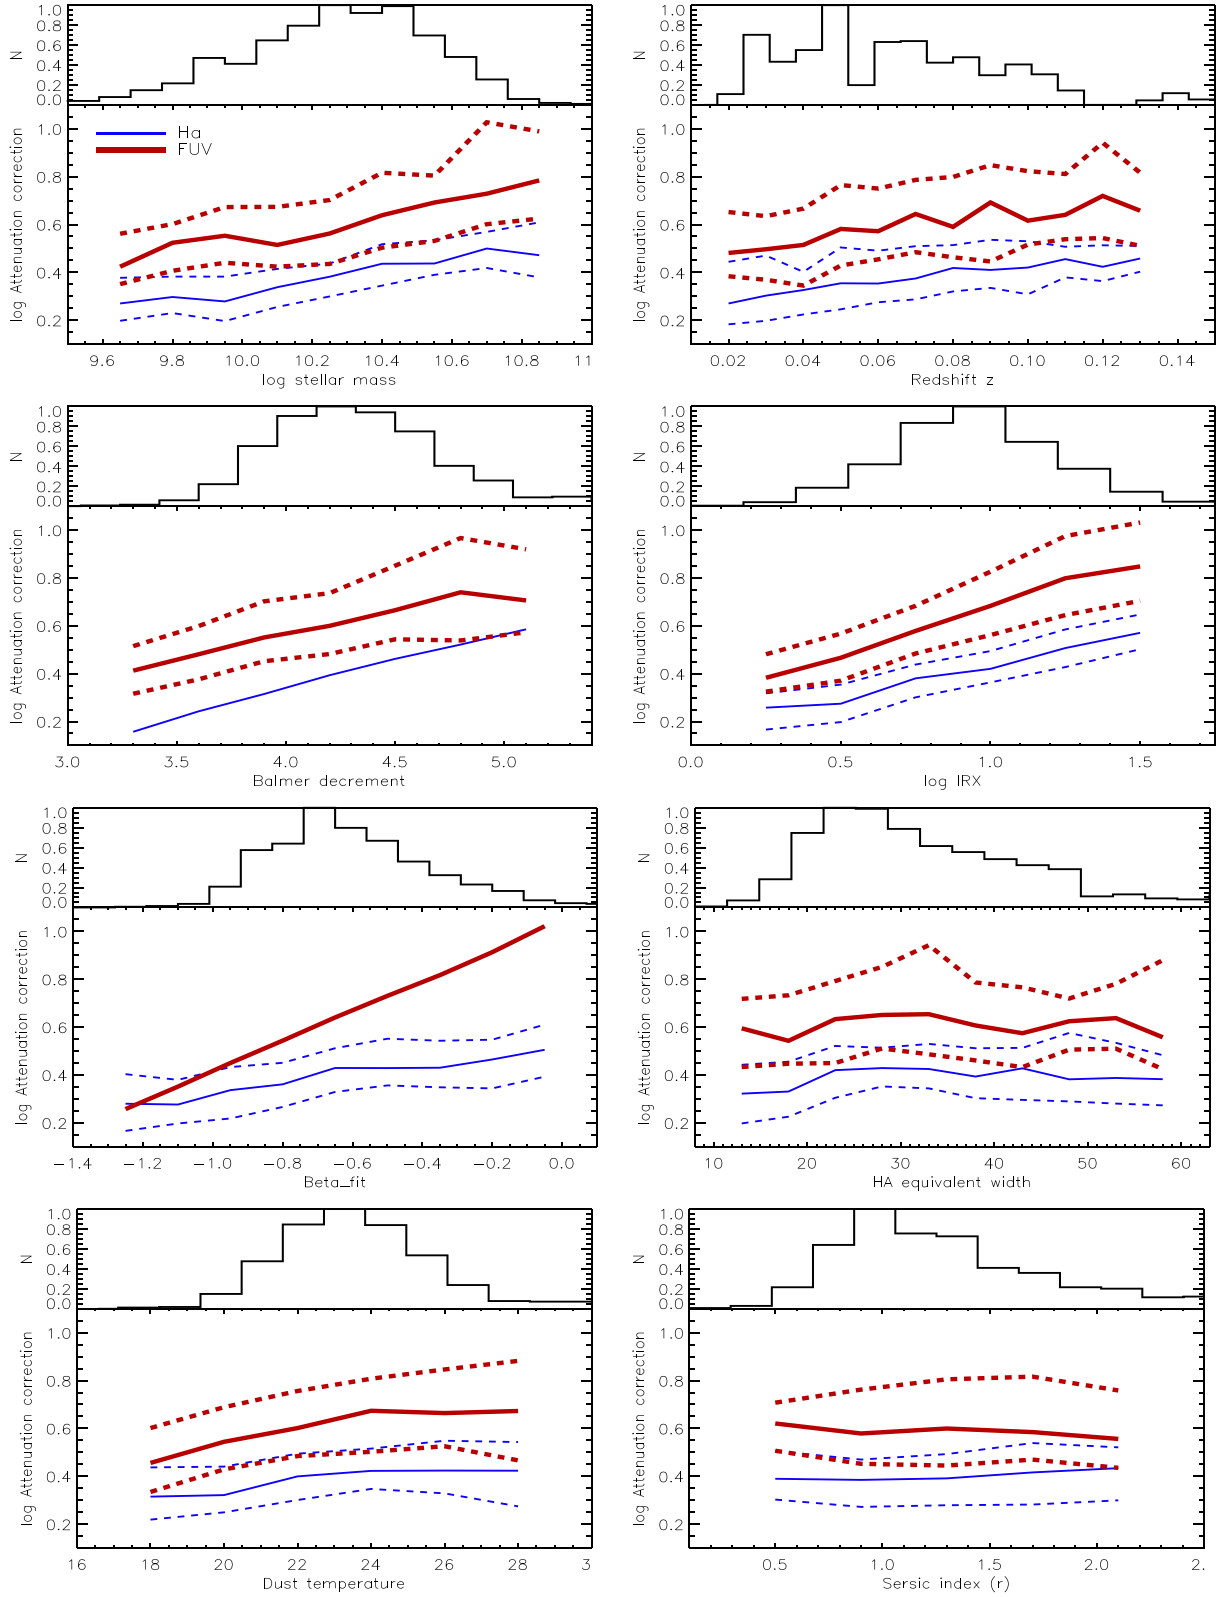 1.0
0.8
0.6
0.4
0.2
0.0
N
1.0
0.8
0.6
0.4
0.2
log Attenuation correction
Ha
FUV
9.6 9.8 10.0 10.2 10.4 10.6 10.8 11
log stellar mass
1.0
0.8
0.6
0.4
0.2
0.0
N
1.0
0.8
0.6
0.4
0.2
log Attenuation correction
0.02 0.04 0.06 0.08 0.10 0.12 0.14
Redshift z
1.0
0.8
0.6
0.4
0.2
0.0
N
1.0
0.8
0.6
0.4
0.2
log Attenuation correction
3.0 3.5 4.0 4.5 5.0
Balmer decrement
1.0
0.8
0.6
0.4
0.2
0.0
N
1.0
0.8
0.6
0.4
0.2
log Attenuation correction
0.0 0.5 1.0 1.5
log IRX
1.0
0.8
0.6
0.4
0.2
0.0
N
1.0
0.8
0.6
0.4
0.2
log Attenuation correction
−1.4 −1.2 −1.0 −0.8 −0.6 −0.4 −0.2 0.0
Beta_fit
1.0
0.8
0.6
0.4
0.2
0.0
N
1.0
0.8
0.6
0.4
0.2
log Attenuation correction
10 20 30 40 50 60
HA equivalent width
1.0
0.8
0.6
0.4
0.2
0.0
N
1.0
0.8
0.6
0.4
0.2
log Attenuation correction
16 18 20 22 24 26 28 3
Dust temperature
1.0
0.8
0.6
0.4
0.2
0.0
N
1.0
0.8
0.6
0.4
0.2
log Attenuation correction
0.5 1.0 1.5 2.0 2.
Sersic index (r)